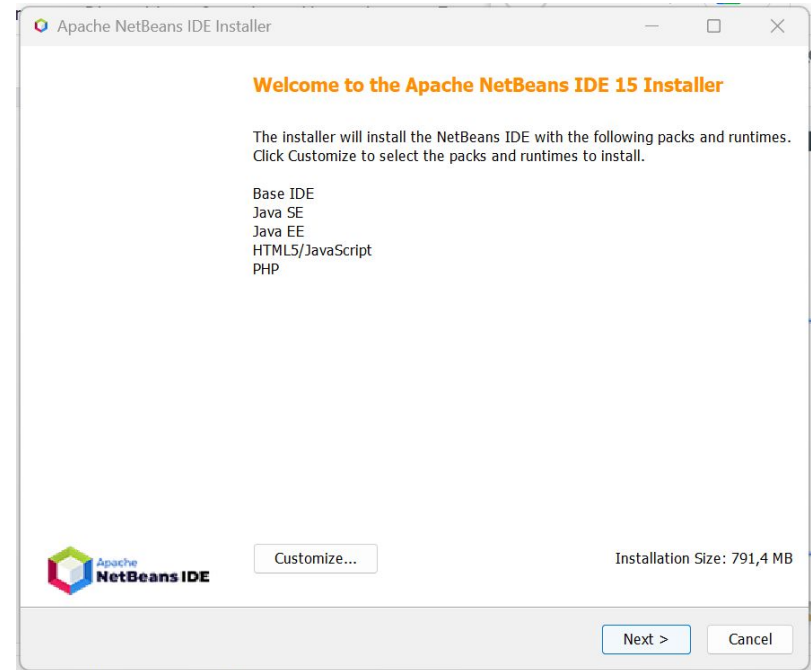 Apache NetBeans IDE Installer
Welcome to the Apache NetBeans IDE 15 Installer
The installer will install the NetBeans IDE with the following packs and runtimes.
Click Customize to select the packs and runtimes to install.
Base IDE
Java SE
Java EE
HTML5/JavaScript
PHP
Apache
NetBeans IDE
Customize...
Installation Size: 791,4 MB
Next >
Cancel